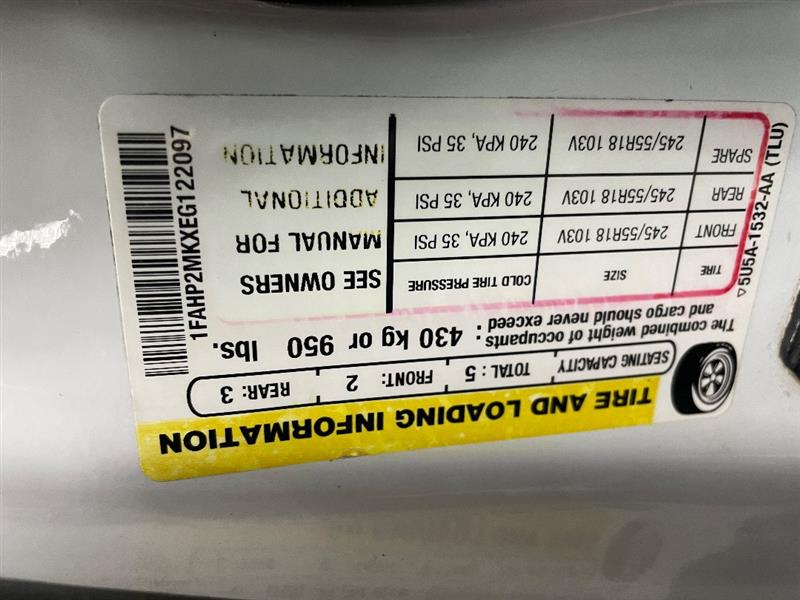 TIRE AND LOADING INFORMATION
SEATING CAPACITY TOTAL : 5 FRONT: 2 REAR: 3
The combined weight of occupants
and cargo should never exceed : 430 kg or 950 lbs.
TIRE SIZE COLD TIRE PRESSURE
FRONT 245/55R18 103V 240 KPA, 35 PSI
REAR 245/55R18 103V 240 KPA, 35 PSI
SPARE 245/55R18 103V 240 KPA, 35 PSI
SEE OWNERS
MANUAL FOR
ADDITIONAL
INFORMATION
5U5A-1532-AA (TLU)
1FAHP2MKXEG122097